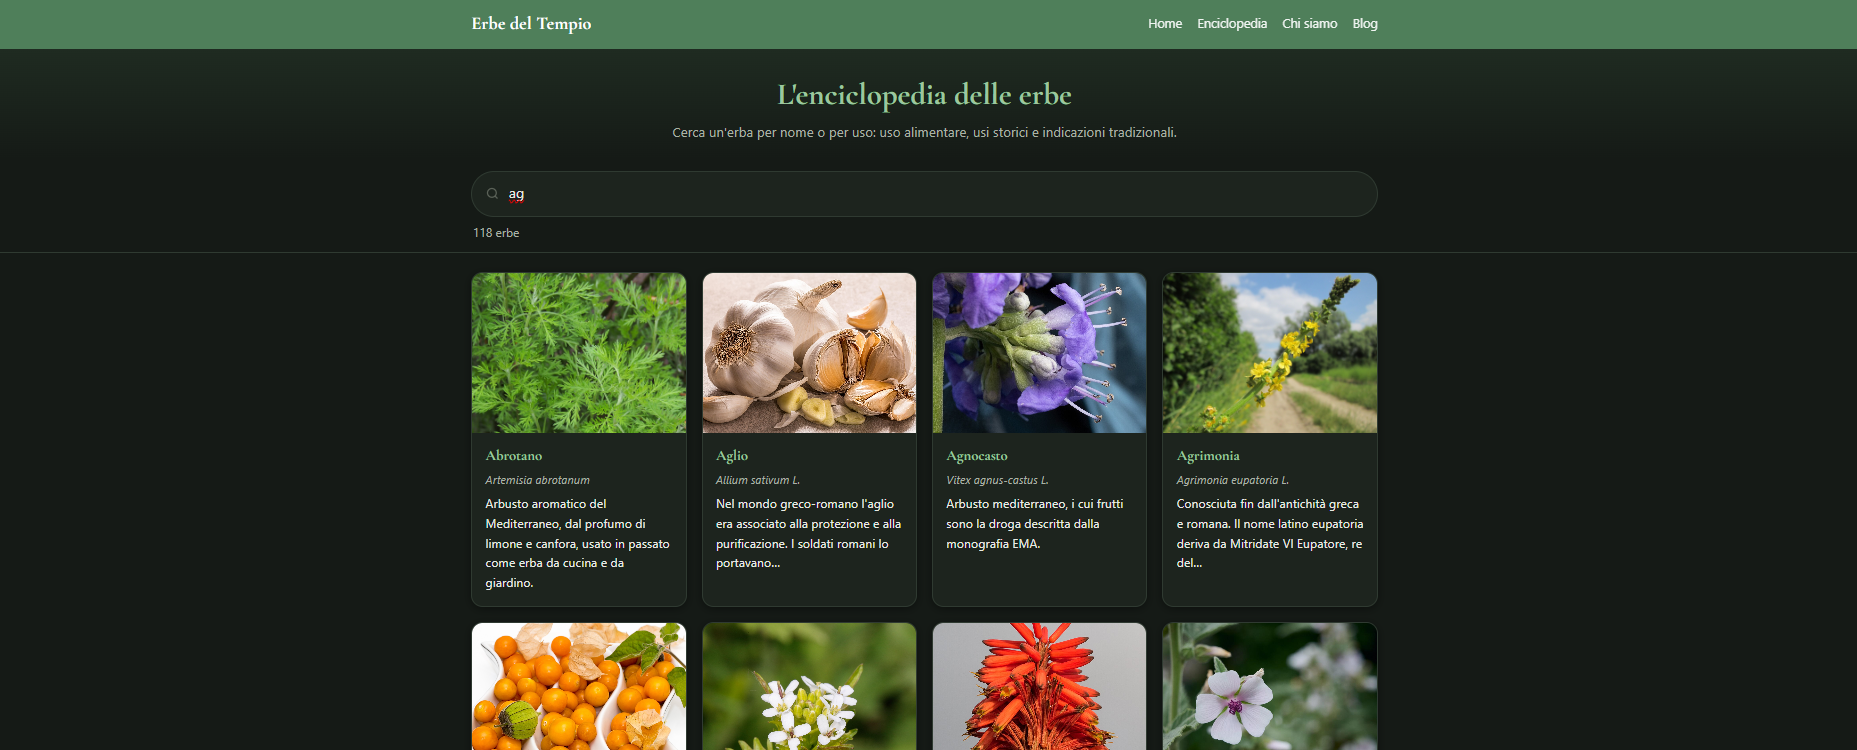 Erbe del Tempio
Home Enciclopedia Chi siamo Blog
L'enciclopedia delle erbe
Cerca un'erba per nome o per uso: uso alimentare, usi storici e indicazioni tradizionali.
ag
118 erbe
Abrotano
Artemisia abrotanum
Arbusto aromatico del
Mediterraneo, dal profumo di
limone e canfora, usato in passato
come erba da cucina e da
giardino.
Aglio
Allium sativum L.
Nel mondo greco-romano l'aglio
era associato alla protezione e alla
purificazione. I soldati romani lo
portavano...
Agnocasto
Vitex agnus-castus L.
Arbusto mediterraneo, i cui frutti
sono la droga descritta dalla
monografia EMA.
Agrimonia
Agrimonia eupatoria L.
Conosciuta fin dall'antichità greca
e romana. Il nome latino eupatoria
deriva da Mitridate VI Eupatore, re
del...